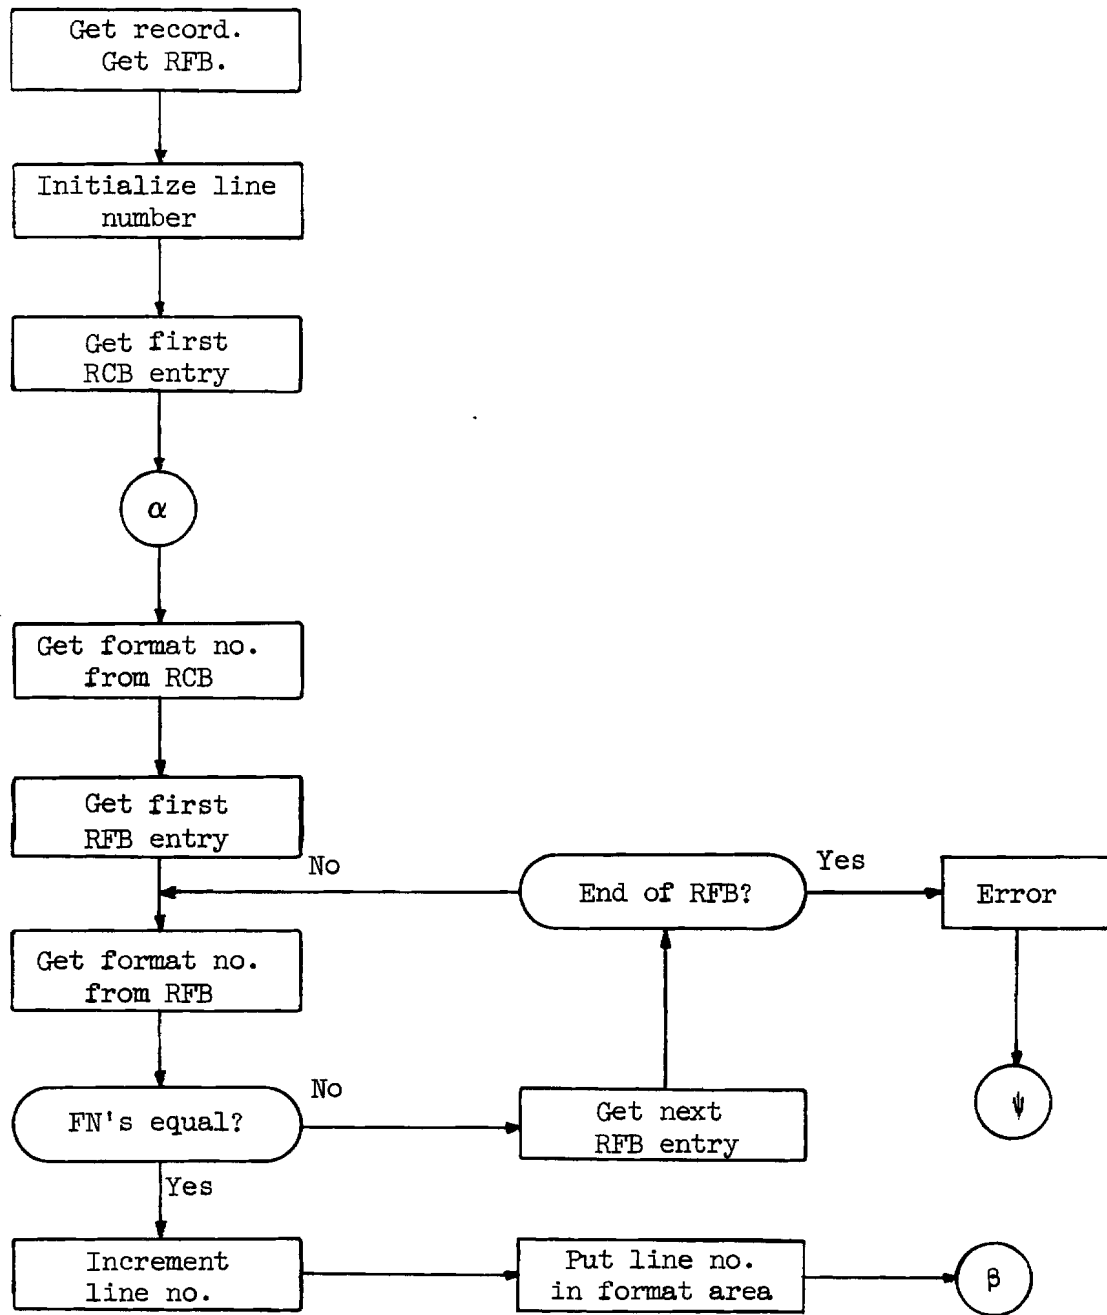 Get record.
Get RFB.
Initialize line
number
Get first
RCB entry
α
Get format no.
from RCB
Get first
RFB entry
No
End of RFB?
Yes
Error
Get format no.
from RFB
FN's equal?
No
Get next
RFB entry
ψ
Yes
Increment
line no.
Put line no.
in format area
β